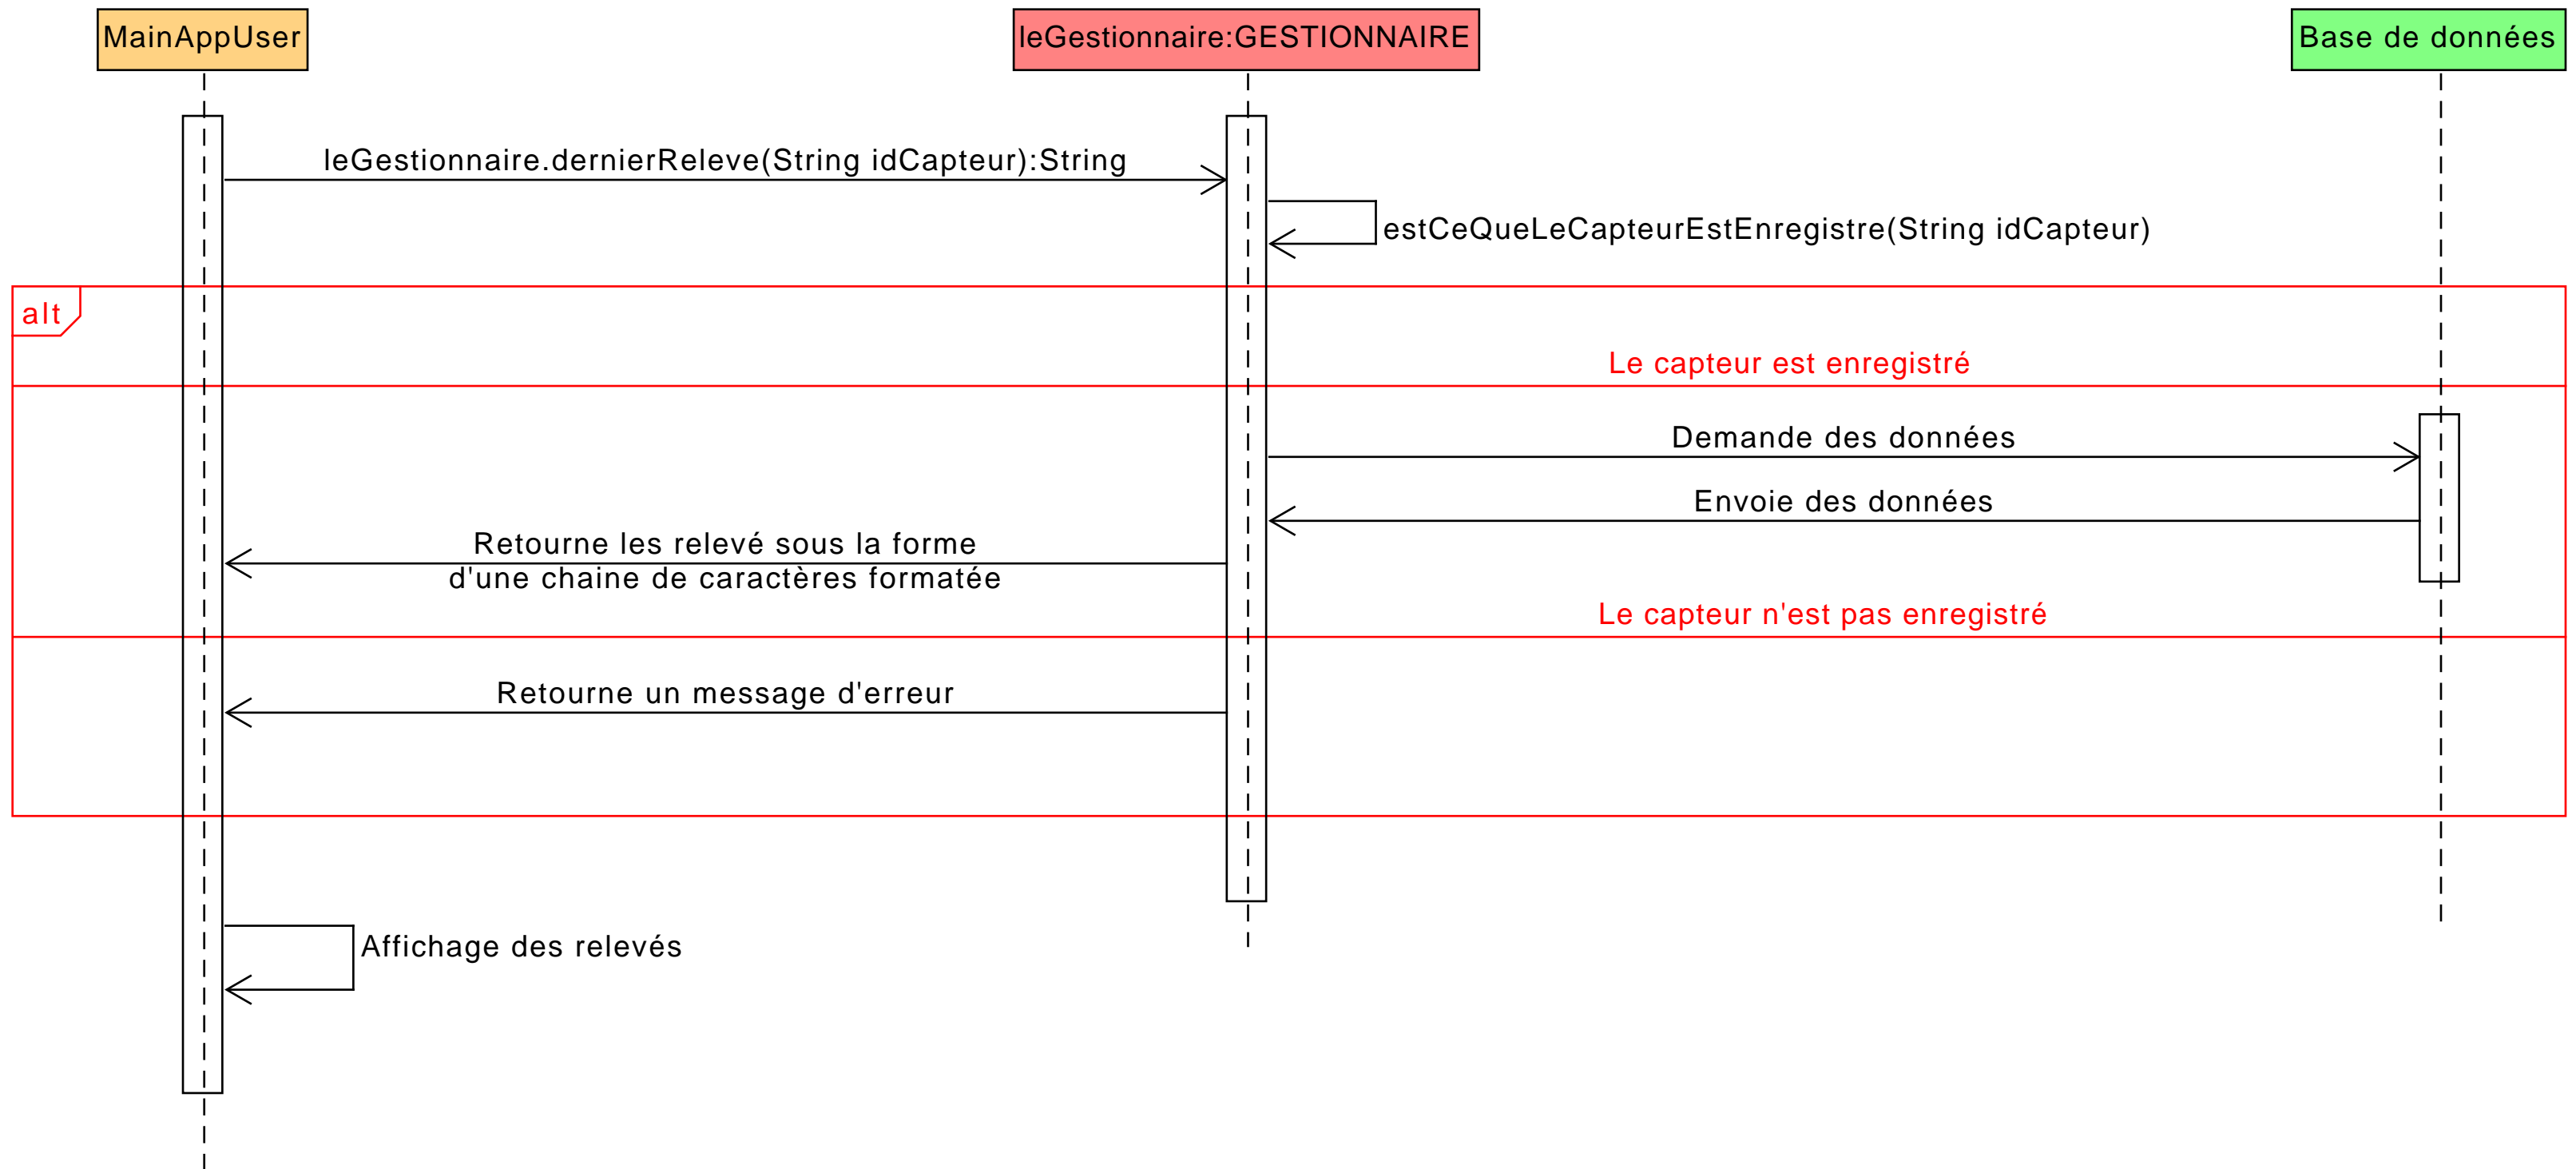 MainAppUser
leGestionnaire:GESTIONNAIRE
Base de données
leGestionnaire.dernierReleve(String idCapteur):String
estCeQueLeCapteurEstEnregistre(String idCapteur)
alt
Le capteur est enregistré
Demande des données
Envoie des données
Retourne les relevé sous la forme
d'une chaine de caractères formatée
Le capteur n'est pas enregistré
Retourne un message d'erreur
Affichage des relevés